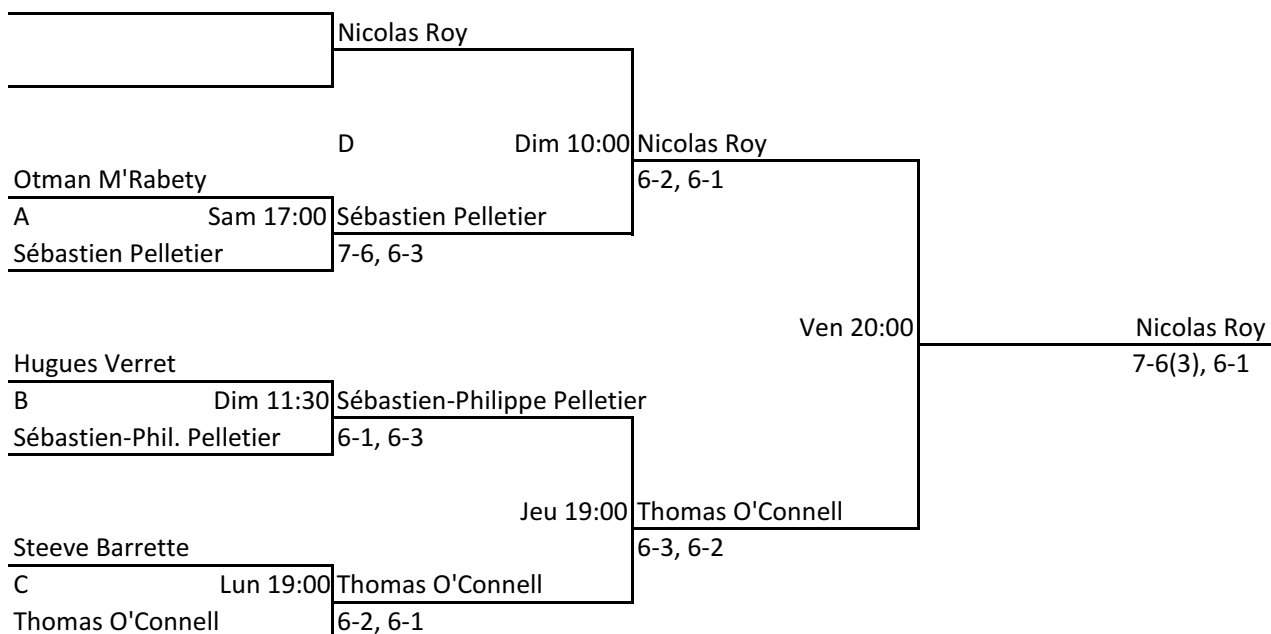 Nicolas Roy
D Dim 10:00 Nicolas Roy
Otman M'Rabety 6-2, 6-1
A Sam 17:00 Sébastien Pelletier
Sébastien Pelletier 7-6, 6-3
Ven 20:00 Nicolas Roy
Hugues Verret 7-6(3), 6-1
B Dim 11:30 Sébastien-Philippe Pelletier
Sébastien-Phil. Pelletier 6-1, 6-3
Jeu 19:00 Thomas O'Connell
Steeve Barrette 6-3, 6-2
C Lun 19:00 Thomas O'Connell
Thomas O'Connell 6-2, 6-1